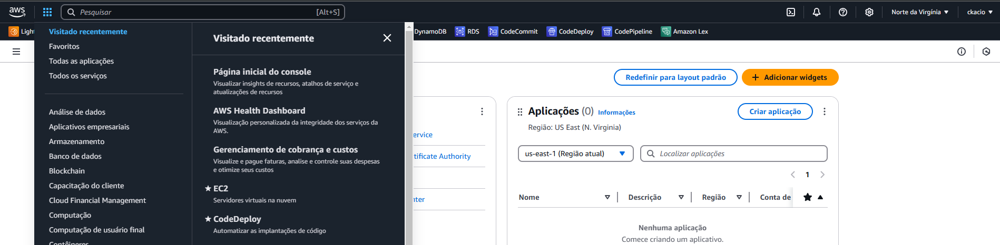 aws
Pesquisar
[Alt+S]
Norte da Virgínia
ckacio
Light
DynamoDB
RDS
CodeCommit
CodeDeploy
CodePipeline
Amazon Lex
Visitado recentemente
Favoritos
Todas as aplicações
Todos os serviços
Análise de dados
Aplicativos empresariais
Armazenamento
Banco de dados
Blockchain
Capacitação do cliente
Cloud Financial Management
Computação
Computação de usuário final
Contêineres
Visitado recentemente
Página inicial do console
Visualizar insights de recursos, atalhos de serviço e
atualizações de recursos
AWS Health Dashboard
Visualização personalizada da integridade dos serviços da
AWS.
Gerenciamento de cobrança e custos
Visualize e pague faturas, analise e controle suas despesas
e otimize seus custos
EC2
Servidores virtuais na nuvem
CodeDeploy
Automatizar as implantações de código
ervice
tificate Authority
nter
Redefinir para layout padrão
+ Adicionar widgets
Aplicações (0) Informações
Criar aplicação
Região: US East (N. Virginia)
us-east-1 (Região atual)
Localizar aplicações
1
Nome
Descrição
Região
Conta de
Nenhuma aplicação
Comece criando um aplicativo.